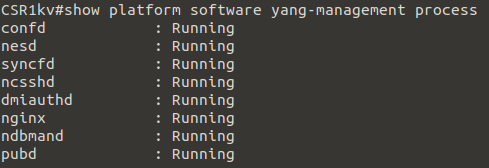 CSR1kv#show platform software yang-management process
confd            : Running
nesd             : Running
syncfd           : Running
ncsshd           : Running
dmiauthd         : Running
nginx            : Running
ndbmand          : Running
pubd             : Running